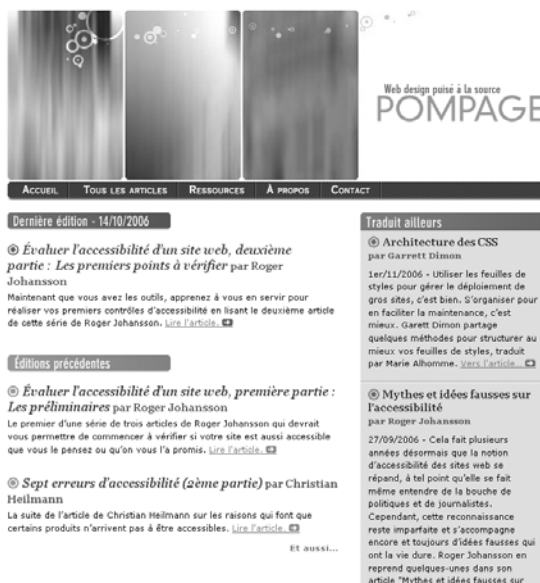 Web design puisé à la source
POMPAGE
Accueil Tous les articles Ressources À propos Contact
Dernière édition - 14/10/2006
Évaluer l'accessibilité d'un site web, deuxième
partie : Les premiers points à vérifier par Roger
Johansson
Maintenant que vous avez les outils, apprenez à vous en servir pour
réaliser vos premiers contrôles d'accessibilité en lisant le deuxième article
de cette série de Roger Johansson. Lire l'article.
Éditions précédentes
Évaluer l'accessibilité d'un site web, première partie :
Les préliminaires par Roger Johansson
Le premier d'une série de trois articles de Roger Johansson qui devrait
vous permettre de commencer à vérifier si votre site est aussi accessible
que vous le pensez ou qu'on vous l'a promis. Lire l'article.
Sept erreurs d'accessibilité (2ème partie) par Christian
Heilmann
La suite de l'article de Christian Heilmann sur les raisons qui font que
certains produits n'arrivent pas à être accessibles. Lire l'article.
Et aussi...
Traduit ailleurs
Architecture des CSS
par Garrett Dimon
1er/11/2006 - Utiliser les feuilles de
styles pour gérer le déploiement de
gros sites, c'est bien. S'organiser pour
en faciliter la maintenance, c'est
mieux. Garett Dimon partage
quelques méthodes pour structurer au
mieux vos feuilles de styles, traduit
par Marie Alhomme. Vers l'article...
Mythes et idées fausses sur
l'accessibilité
par Roger Johansson
27/09/2006 - Cela fait plusieurs
années désormais que la notion
d'accessibilité des sites web se
répand, à tel point qu'elle se fait
même entendre de la bouche de
politiques et de journalistes.
Cependant, cette reconnaissance
reste imparfaite et s'accompagne
encore et toujours d'idées fausses qui
ont la vie dure. Roger Johansson en
reprend quelques-unes dans son
article "Mythes et idées fausses sur